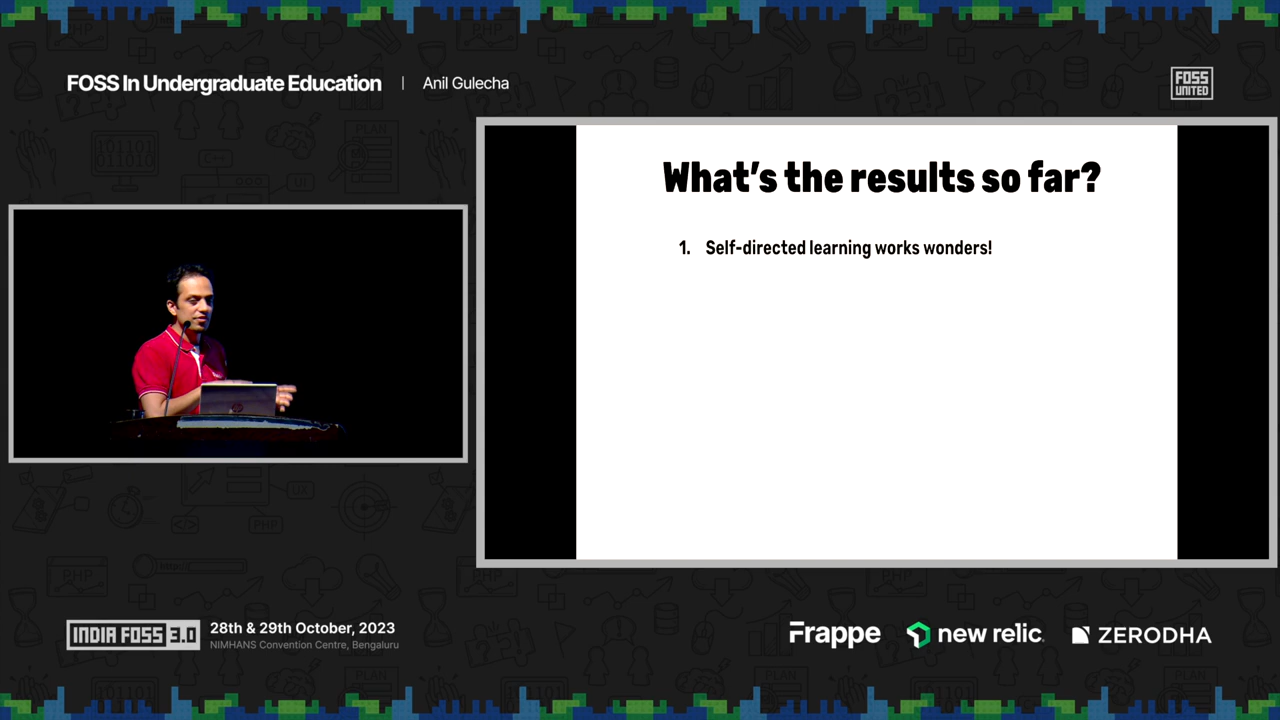 FOSS In Undergraduate Education | Anil Gulecha
FOSS
UNITED
What's the results so far?
1. Self-directed learning works wonders!
INDIA FOSS 3.0
28th & 29th October, 2023
NIMHANS Convention Centre, Bengaluru
Frappe
new relic
ZERODHA